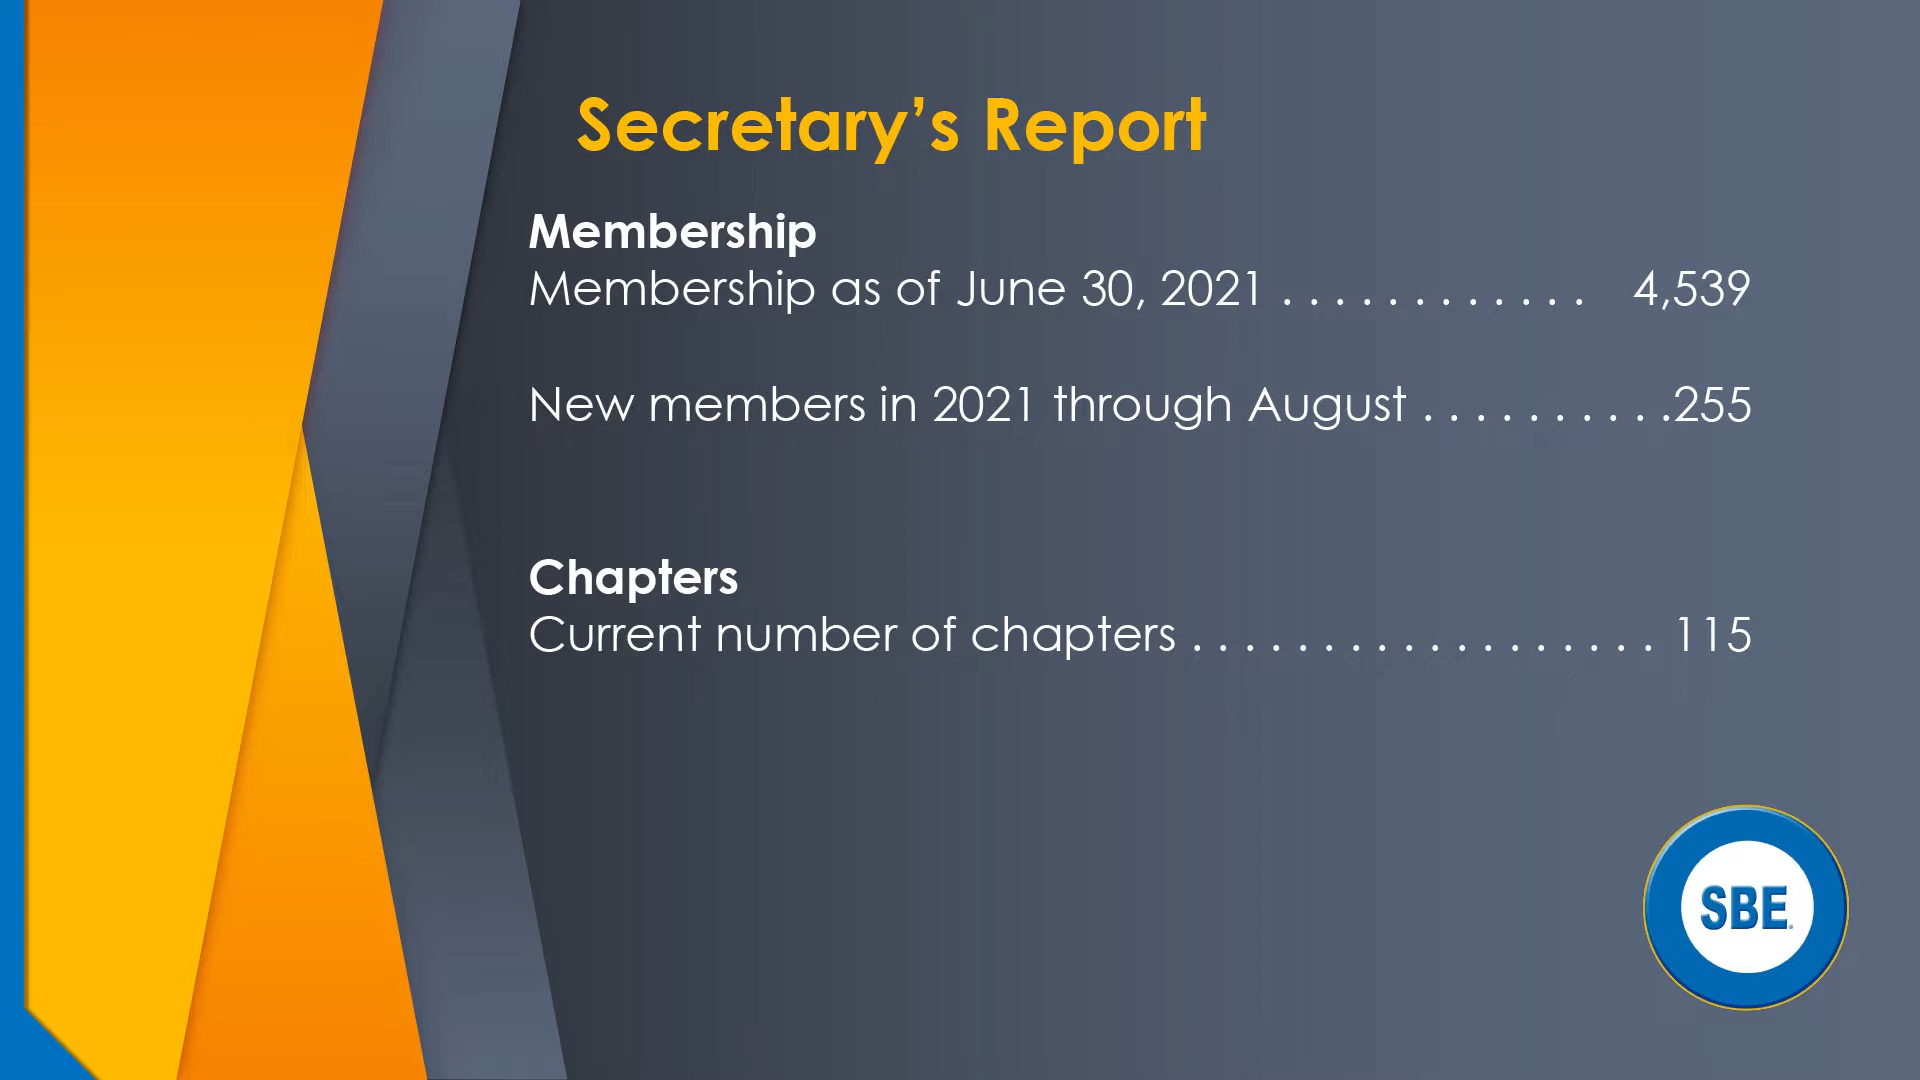 Secretary’s Report
Membership
Membership as of June 30, 2021 . . . . . . . . . . . . 4,539
New members in 2021 through August . . . . . . . . . .255
Chapters
Current number of chapters . . . . . . . . . . . . . . . . . . 115
SBE.